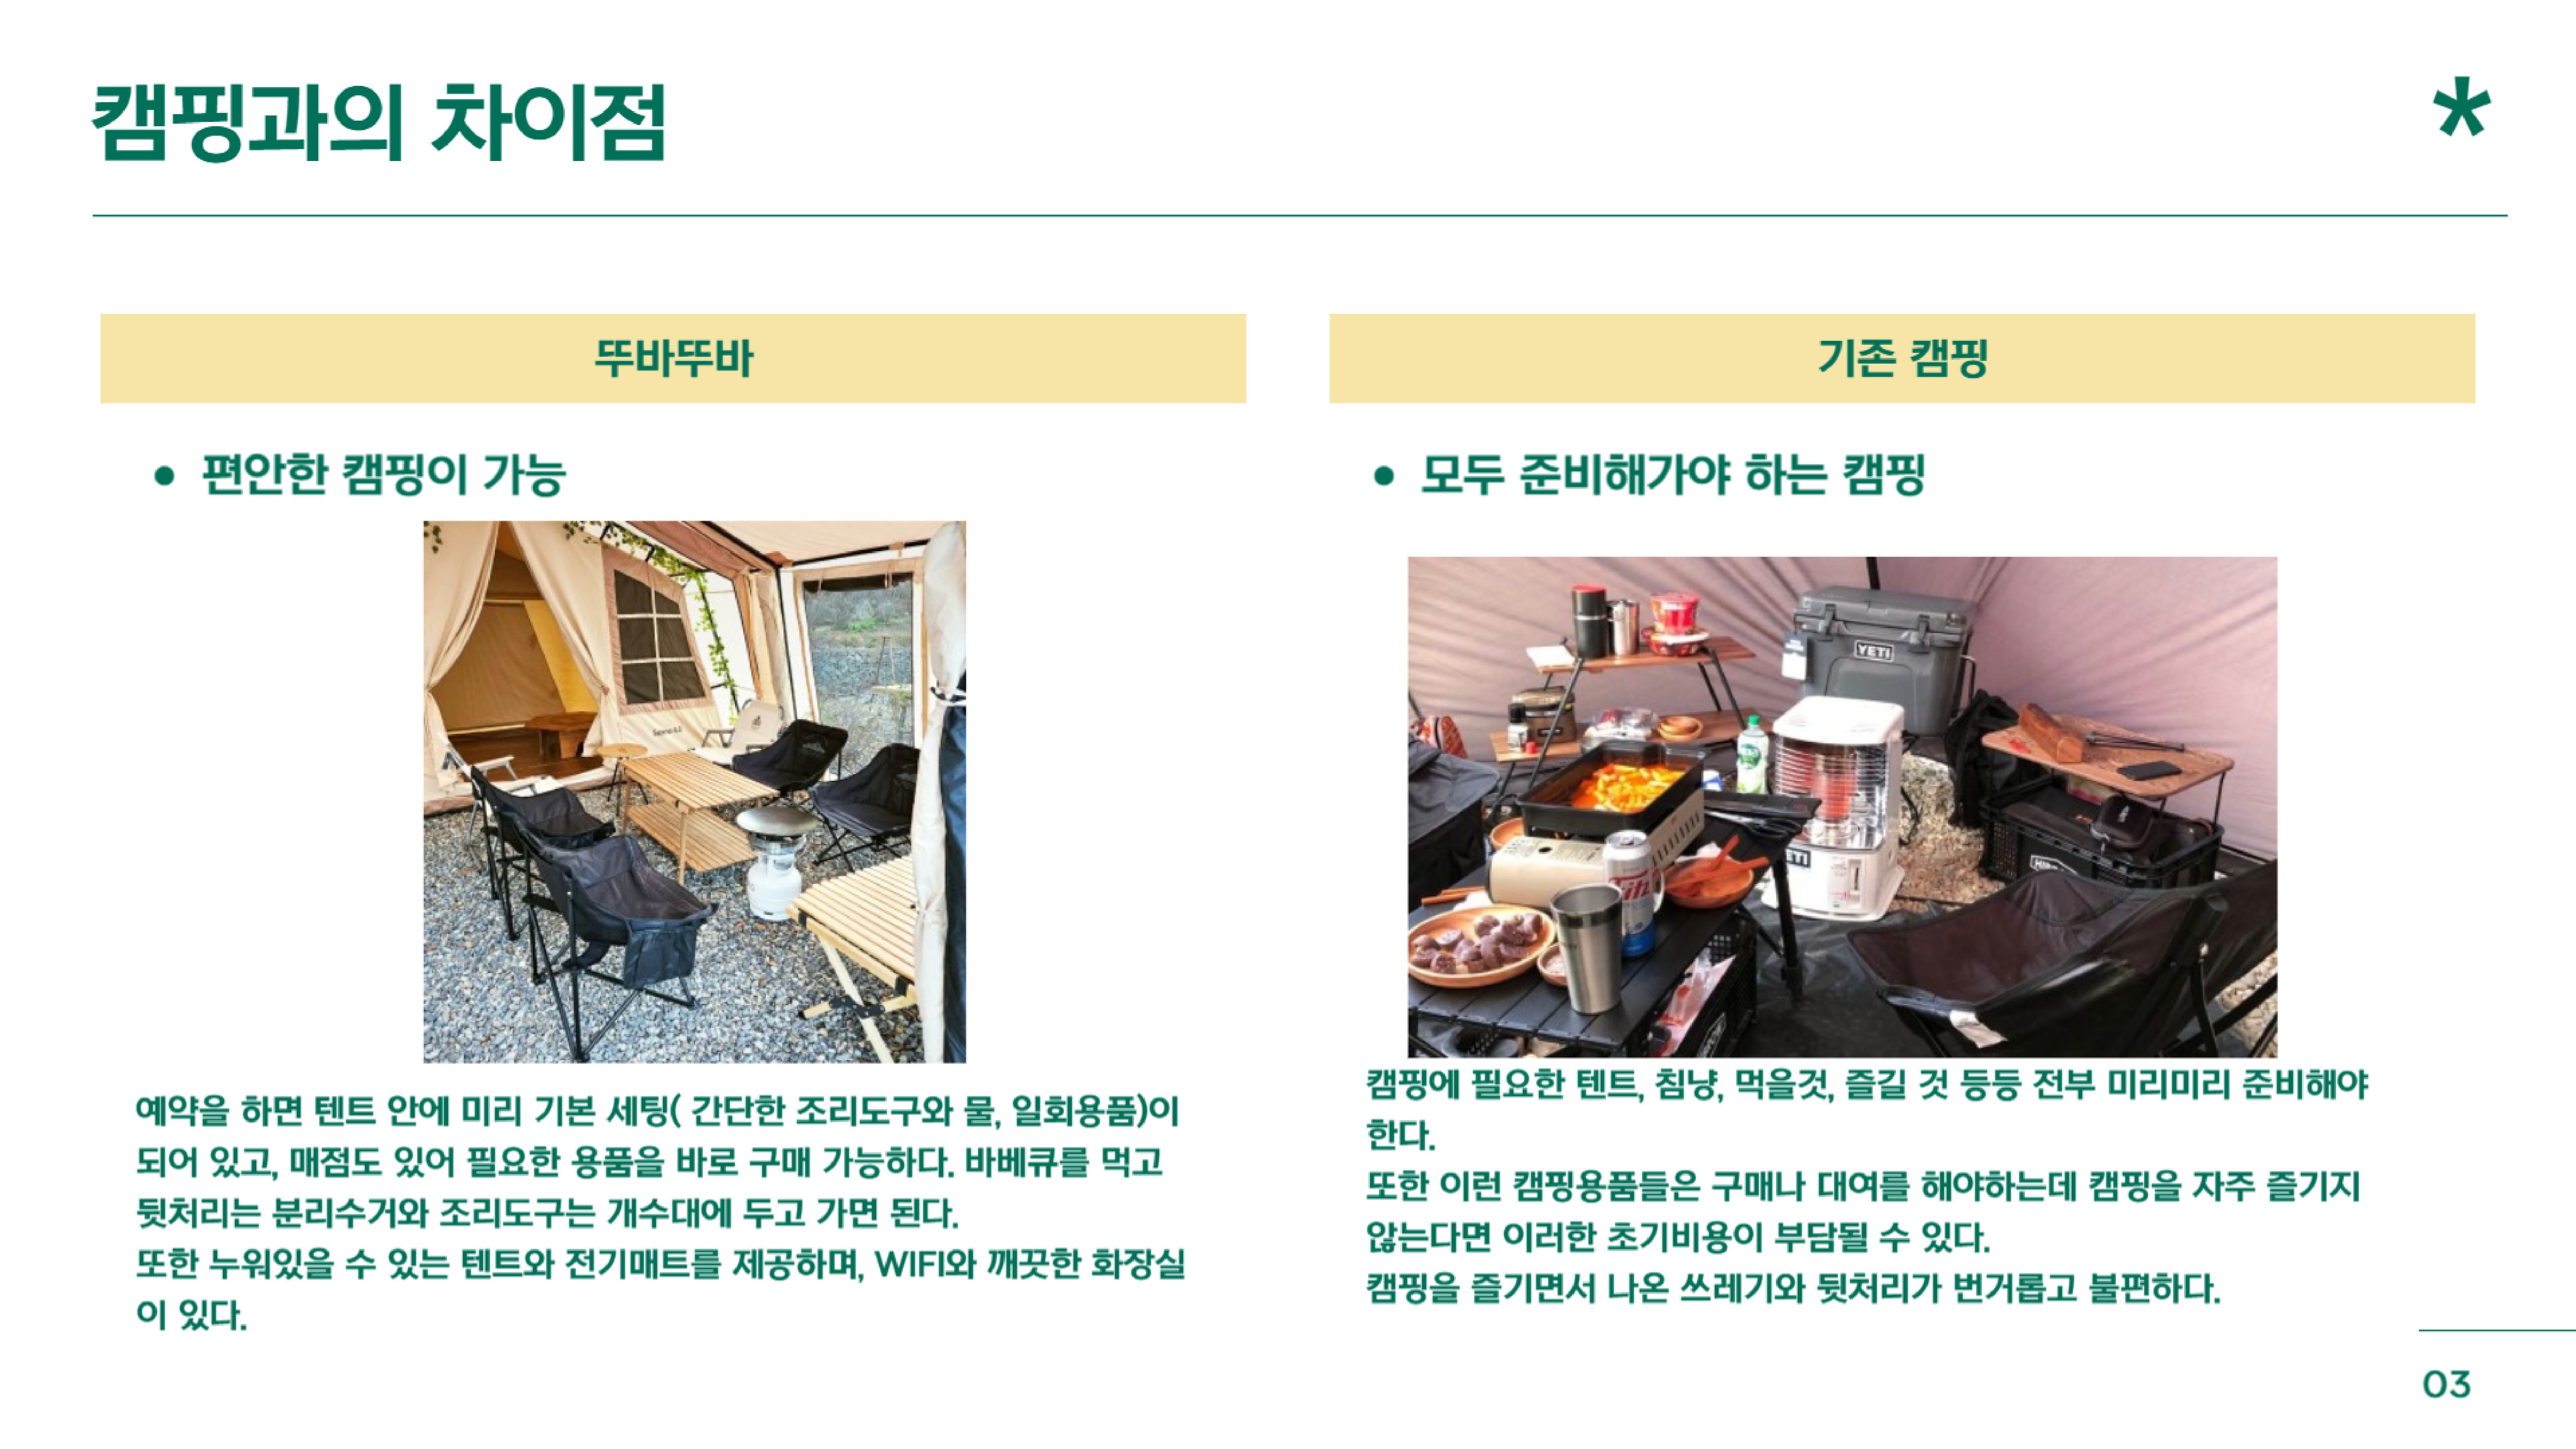 캠핑과의 차이점
*
뚜바뚜바
• 편안한 캠핑이 가능
예약을 하면 텐트 안에 미리 기본 세팅( 간단한 조리도구와 물, 일회용품)이
되어 있고, 매점도 있어 필요한 용품을 바로 구매 가능하다. 바베큐를 먹고
뒷처리는 분리수거와 조리도구는 개수대에 두고 가면 된다.
또한 누워있을 수 있는 텐트와 전기매트를 제공하며, WIFI와 깨끗한 화장실
이 있다.
기존 캠핑
• 모두 준비해가야 하는 캠핑
YETI
ETI
캠핑에 필요한 텐트, 침냥, 먹을것, 즐길 것 등등 전부 미리미리 준비해야
한다.
또한 이런 캠핑용품들은 구매나 대여를 해야하는데 캠핑을 자주 즐기지
않는다면 이러한 초기비용이 부담될 수 있다.
캠핑을 즐기면서 나온 쓰레기와 뒷처리가 번거롭고 불편하다.
03